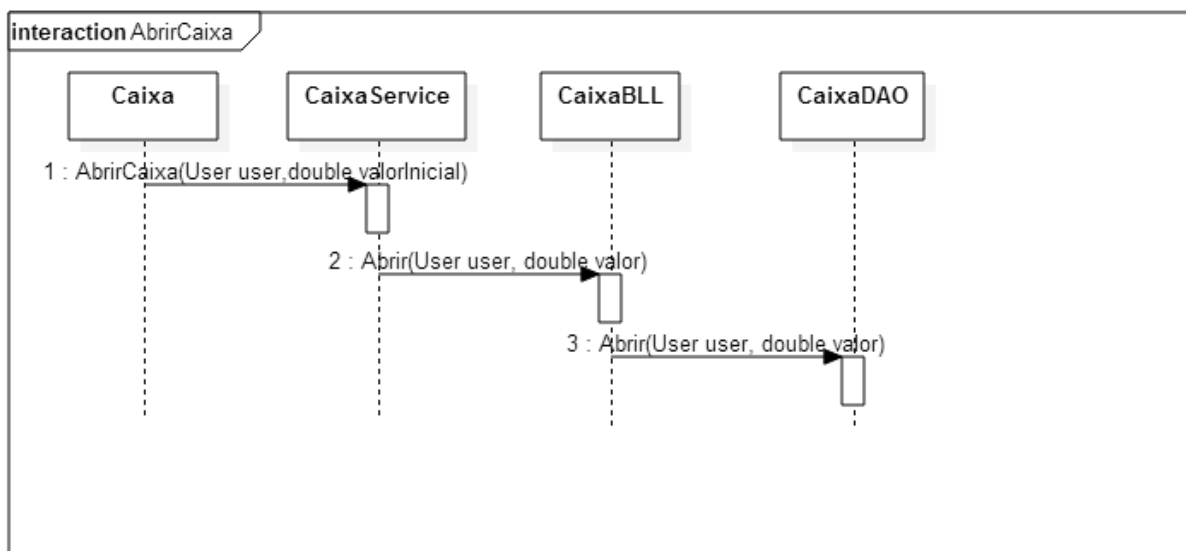 interaction AbrirCaixa
Caixa
CaixaService
CaixaBLL
CaixaDAO
1 : AbrirCaixa(User user,double valorInicial)
2 : Abrir(User user, double valor)
3 : Abrir(User user, double valor)